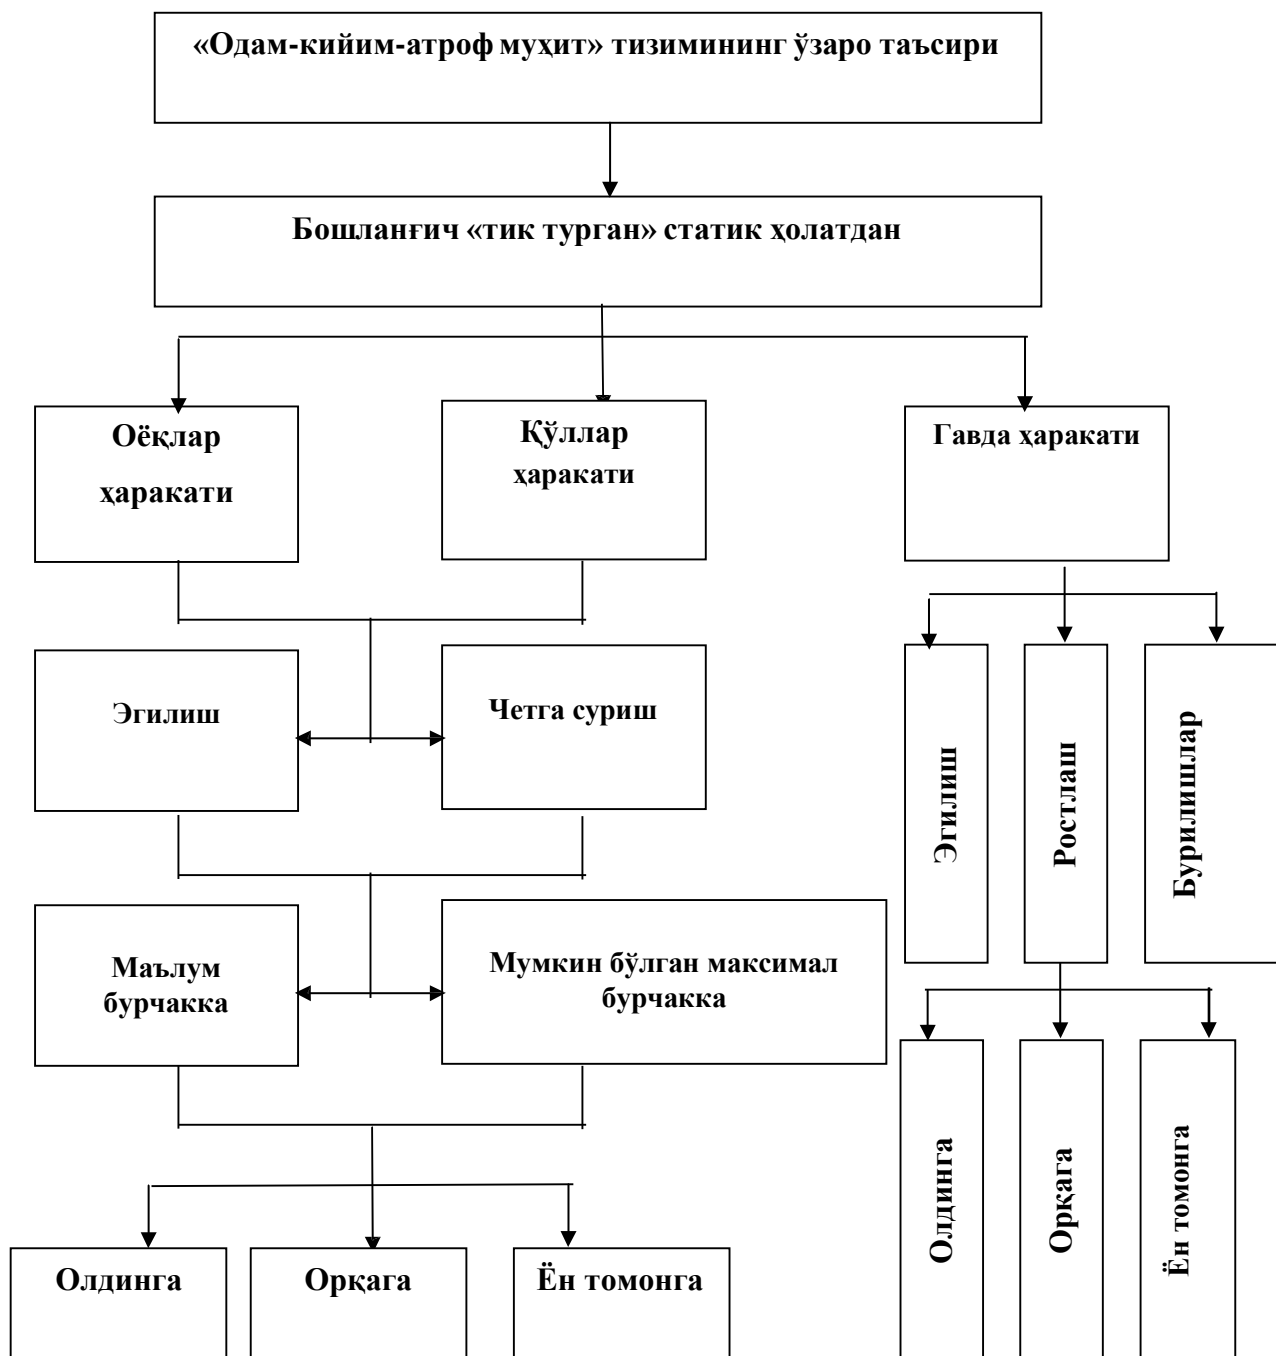 «Одам-кийим-атроф муҳит» тизимининг ўзаро таъсири
Бошланғич «тик турган» статик ҳолатдан
Оёқлар
ҳаракати
Қўллар
ҳаракати
Гавда ҳаракати
Эгилиш
Четга суриш
Эгилиш
Ростлаш
Бурилишлар
Маълум
бурчакка
Мумкин бўлган максимал
бурчакка
Олдинга
Орқага
Ён томонга
Олдинга
Орқага
Ён томонга